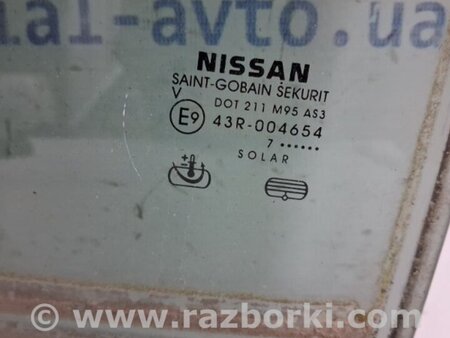 ial-avto.ua
NISSAN
SAINT-GOBAIN SEKURIT
V
DOT 211 M95 AS3
E9 43R-004654
7 ••••••
SOLAR
www.razborki.com